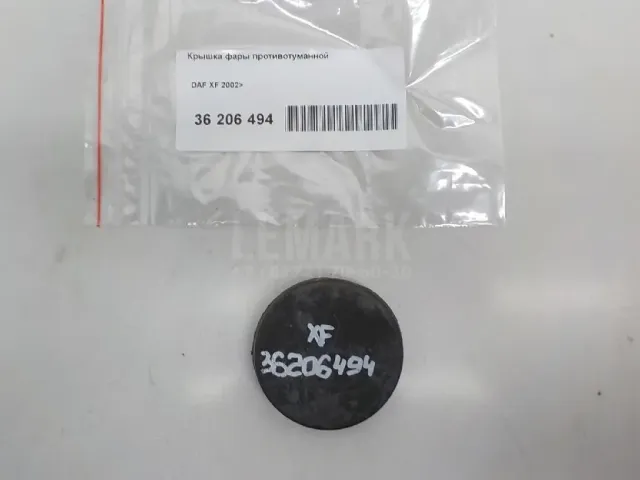 Крышка фары противотуманной
DAF XF 2002>
36 206 494
LEMARK
XF
36206494